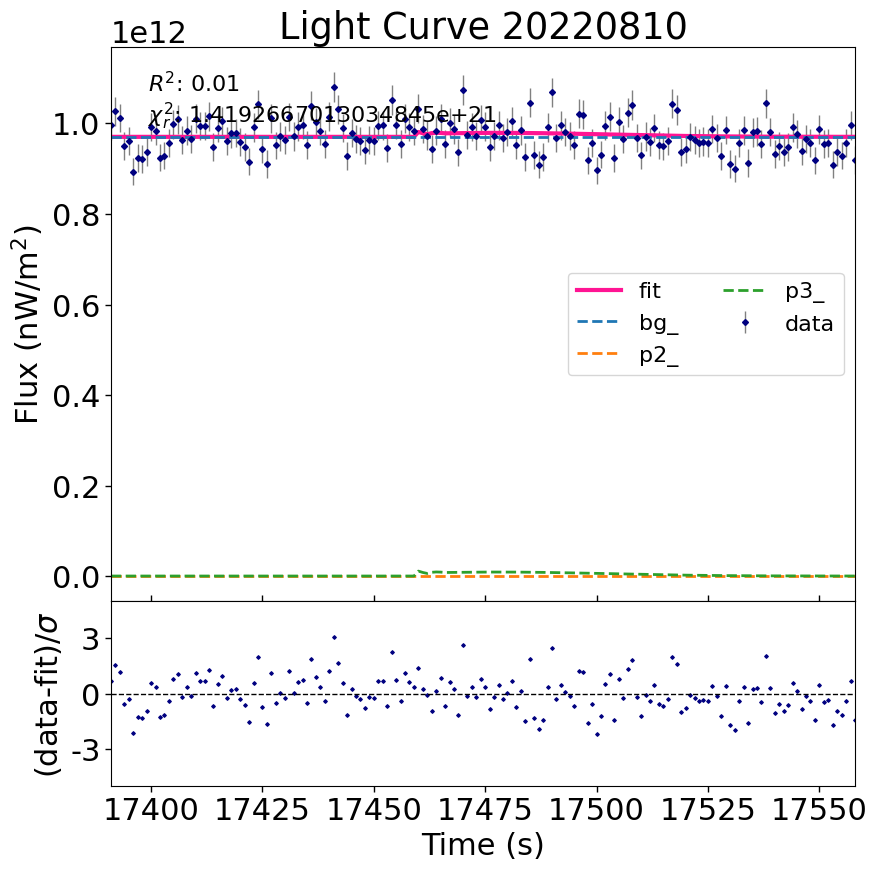 Light Curve 20220810
1e12
R²: 0.01
χ²ᵣ: 1.4192667013034845e+21
1.0
0.8
0.6
0.4
0.2
0.0
Flux (nW/m²)
fit
bg_
p2_
p3_
data
3
0
-3
(data-fit)/σ
17400 17425 17450 17475 17500 17525 17550
Time (s)